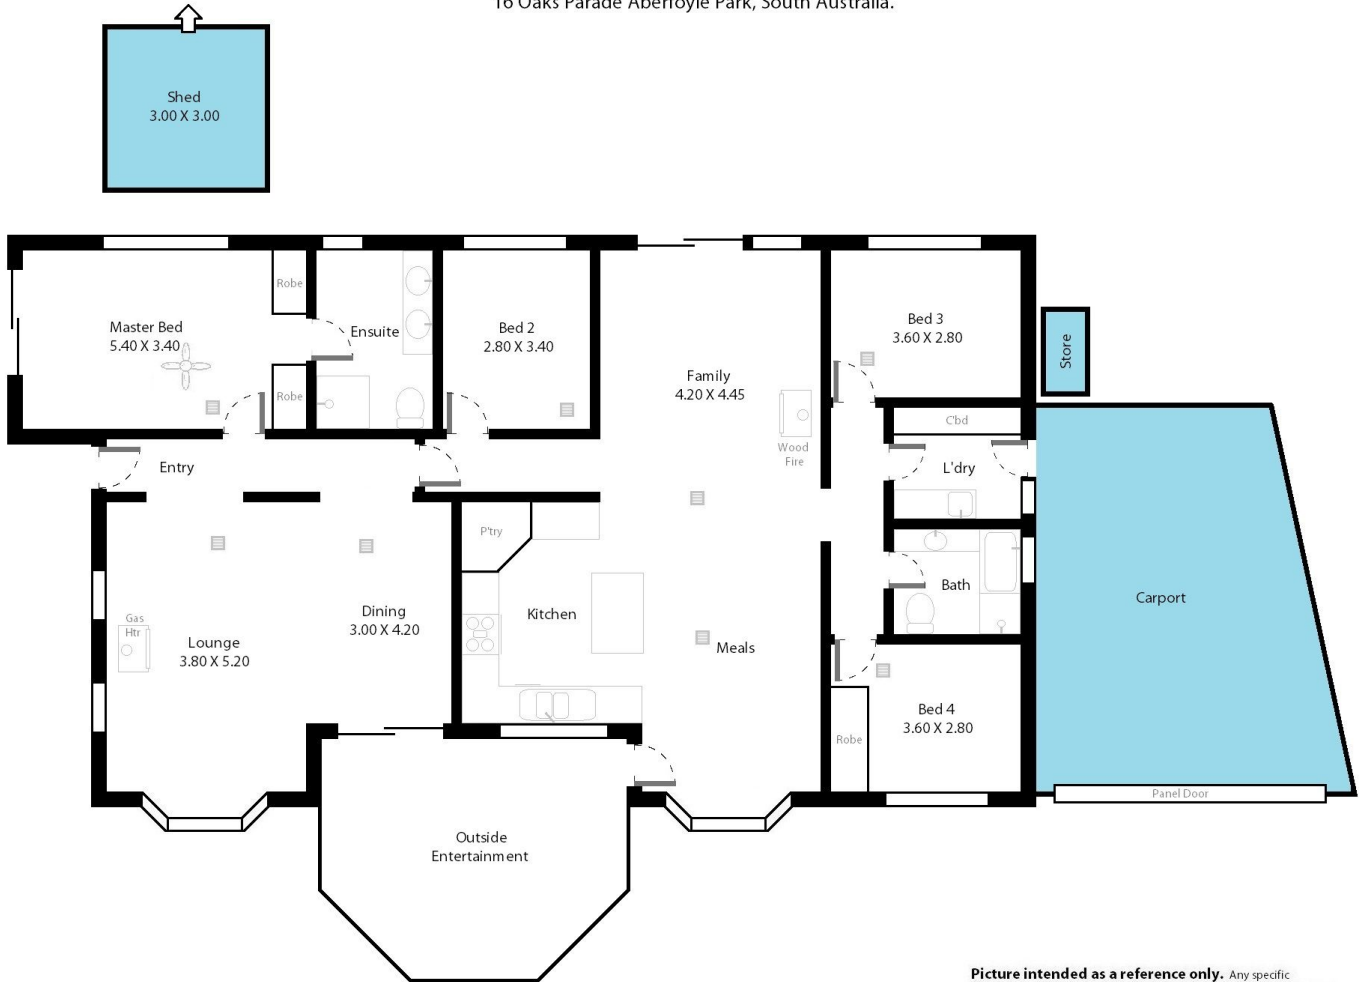 16 Oaks Parade Aberfoyle Park, South Australia.
Shed
3.00 X 3.00
Master Bed
5.40 X 3.40
Robe
Robe
Ensuite
Bed 2
2.80 X 3.40
Family
4.20 X 4.45
Wood
Fire
Bed 3
3.60 X 2.80
Store
Entry
C'bd
L'dry
P'try
Gas
Htr
Lounge
3.80 X 5.20
Dining
3.00 X 4.20
Kitchen
Meals
Bath
Carport
Bed 4
3.60 X 2.80
Robe
Panel Door
Outside
Entertainment
Picture intended as a reference only. Any specific